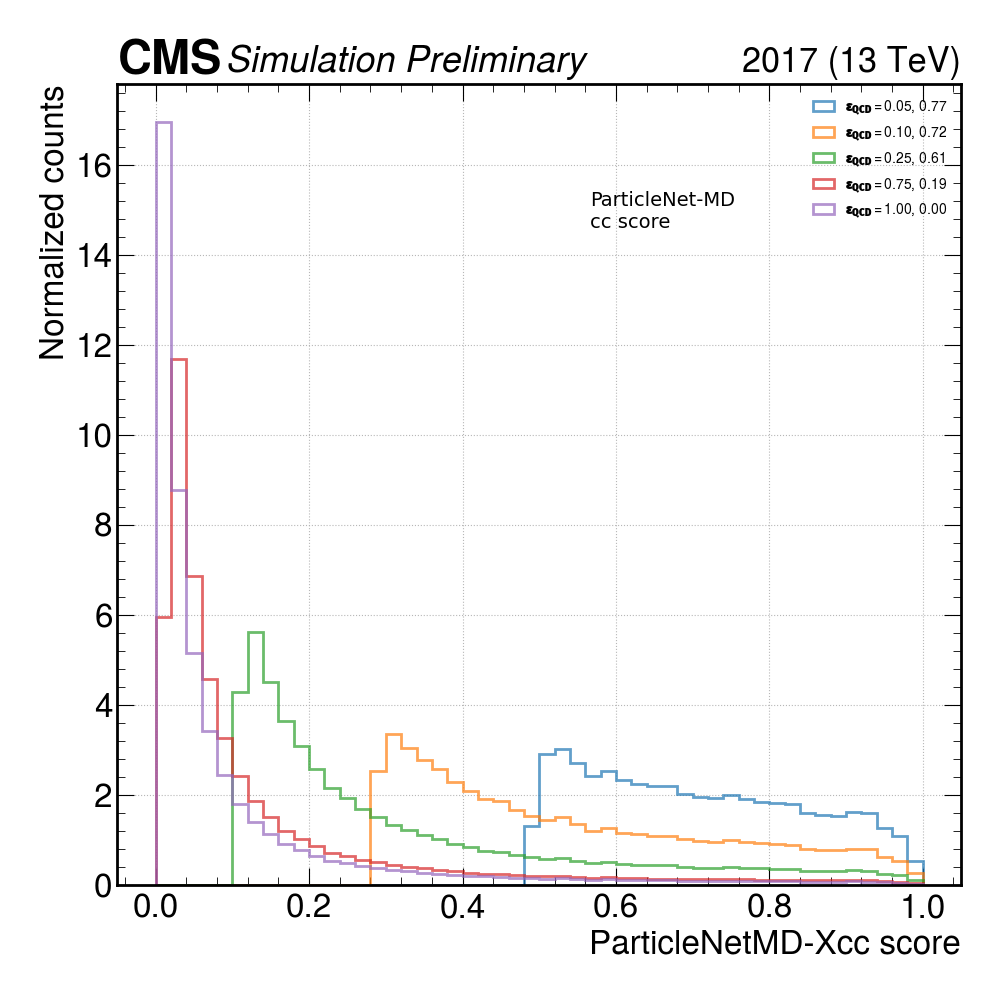 CMS Simulation Preliminary 2017 (13 TeV)
Normalized counts
εQCD = 0.05, 0.77
εQCD = 0.10, 0.72
εQCD = 0.25, 0.61
εQCD = 0.75, 0.19
εQCD = 1.00, 0.00
ParticleNet-MD
cc score
16
14
12
10
8
6
4
2
0
0.0 0.2 0.4 0.6 0.8 1.0
ParticleNetMD-Xcc score